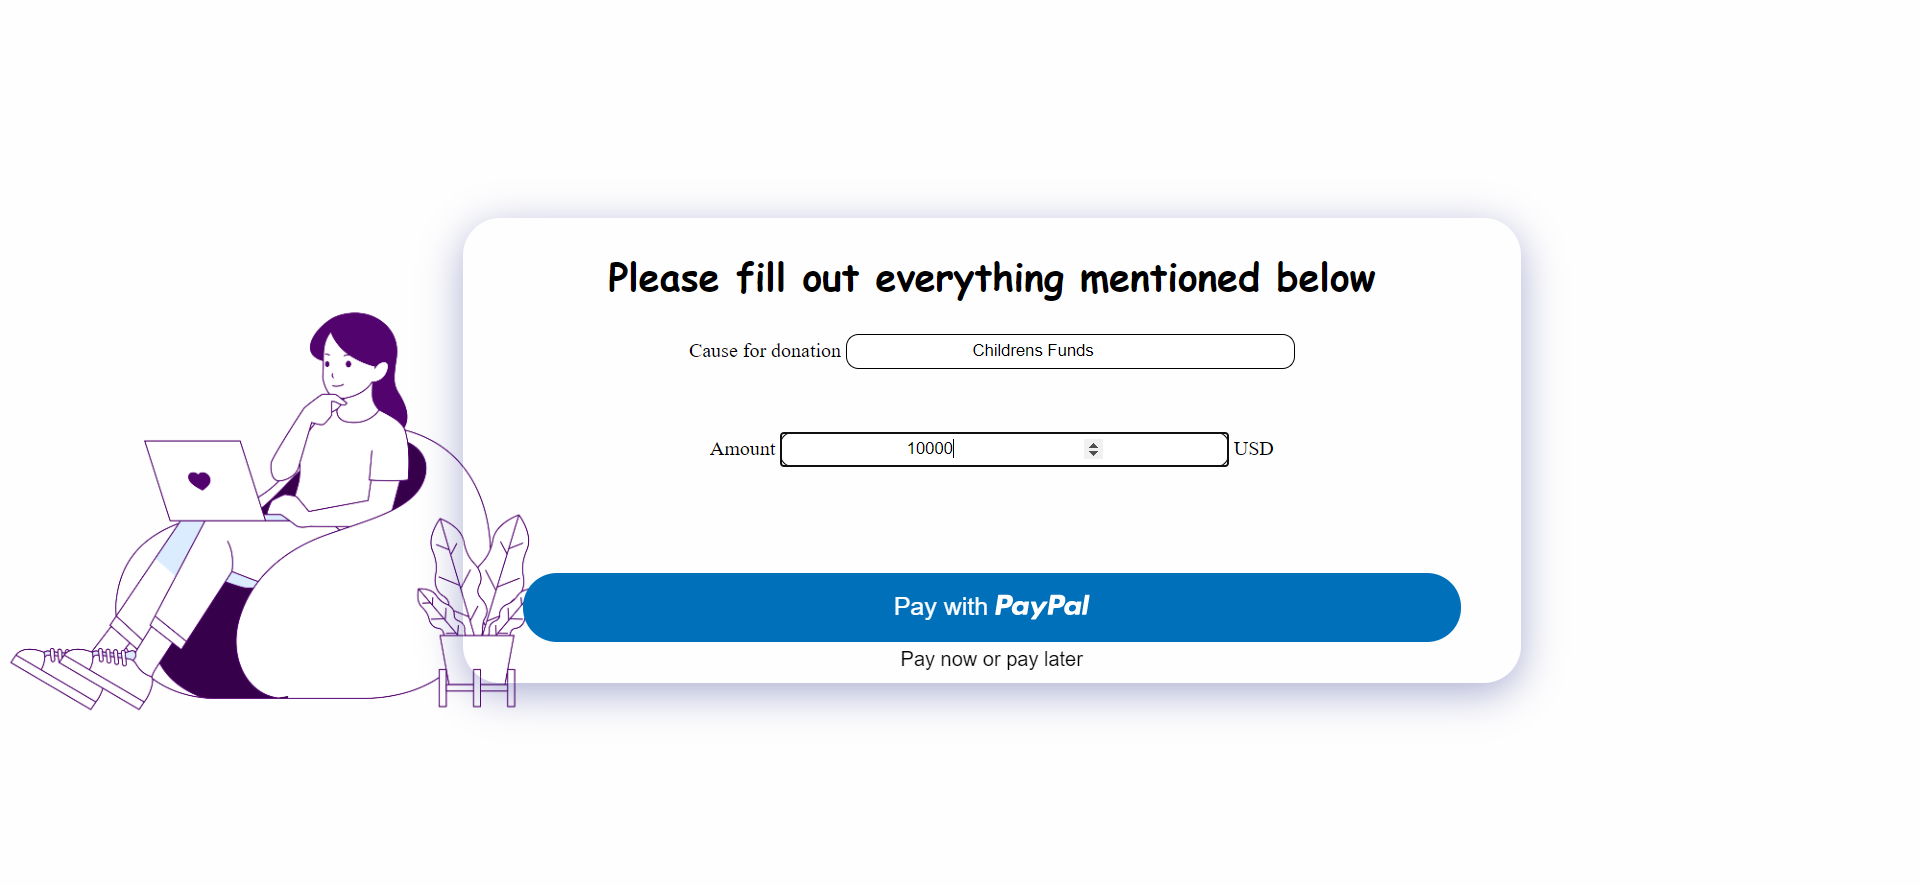 Please fill out everything mentioned below
Cause for donation Childrens Funds
Amount 10000 USD
Pay with PayPal
Pay now or pay later